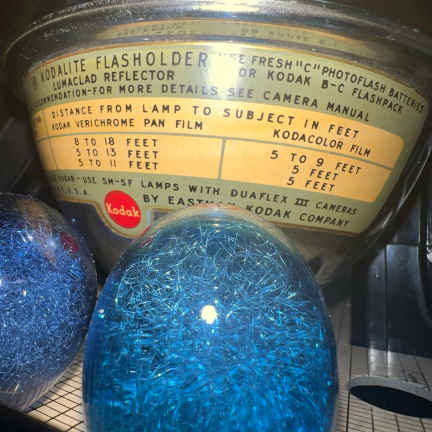 KODALITE FLASHHOLDER USE FRESH "C" PHOTOFLASH BATTERIES
LUMACLAD REFLECTOR OR KODAK B-C FLASHPACK
RECOMMENDATION-FOR MORE DETAILS SEE CAMERA MANUAL
DISTANCE FROM LAMP TO SUBJECT IN FEET
KODAK VERICHROME PAN FILM KODACOLOR FILM
8 TO 18 FEET 5 TO 9 FEET
5 TO 13 FEET 5 FEET
5 TO 11 FEET 5 FEET
-USE SM-SF LAMPS WITH DUAFLEX III CAMERAS
U.S.A. Kodak BY EASTMAN KODAK COMPANY